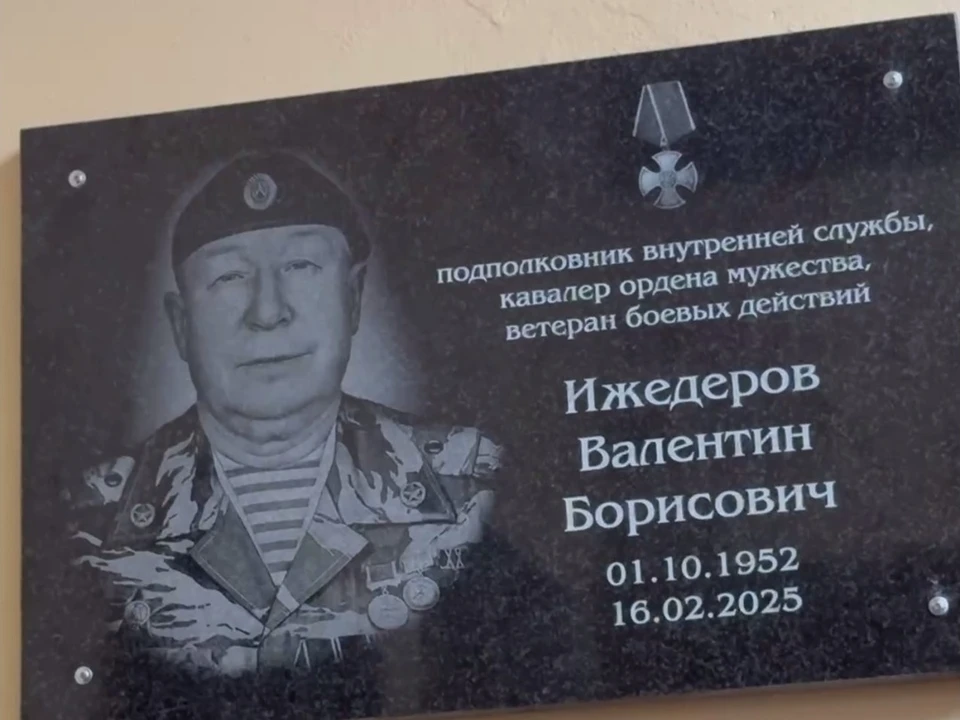 подполковник внутренней службы,
кавалер ордена мужества,
ветеран боевых действий
Ижедеров
Валентин
Борисович
01.10.1952
16.02.2025